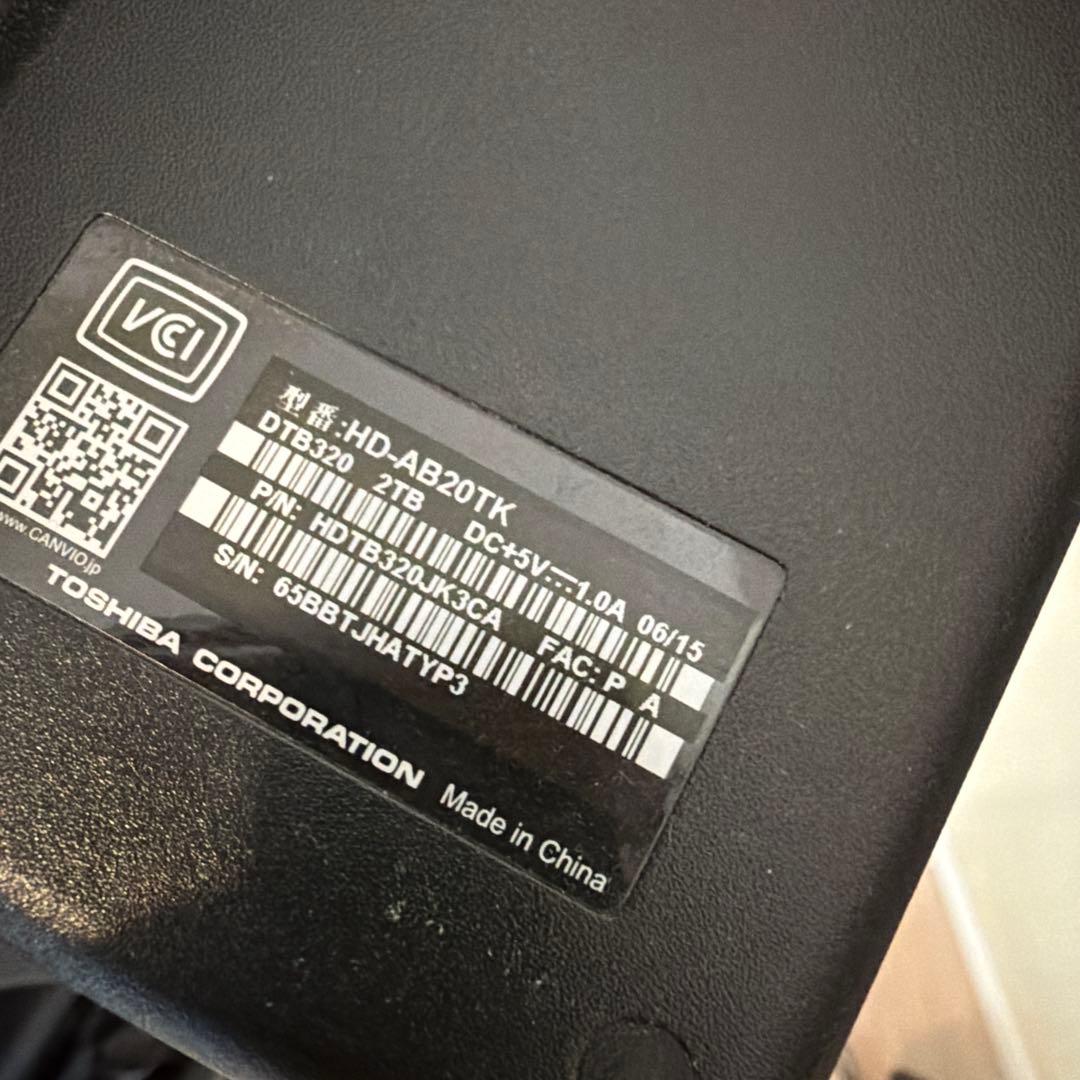 VCCI
型番:HD-AB20TK
DTB320 2TB DC+5V⎓1.0A 06/15
P/N: HDTB320JK3CA FAC: P A
S/N: 65BBTJHATYP3
www.CANVIO.jp
TOSHIBA CORPORATION Made in China